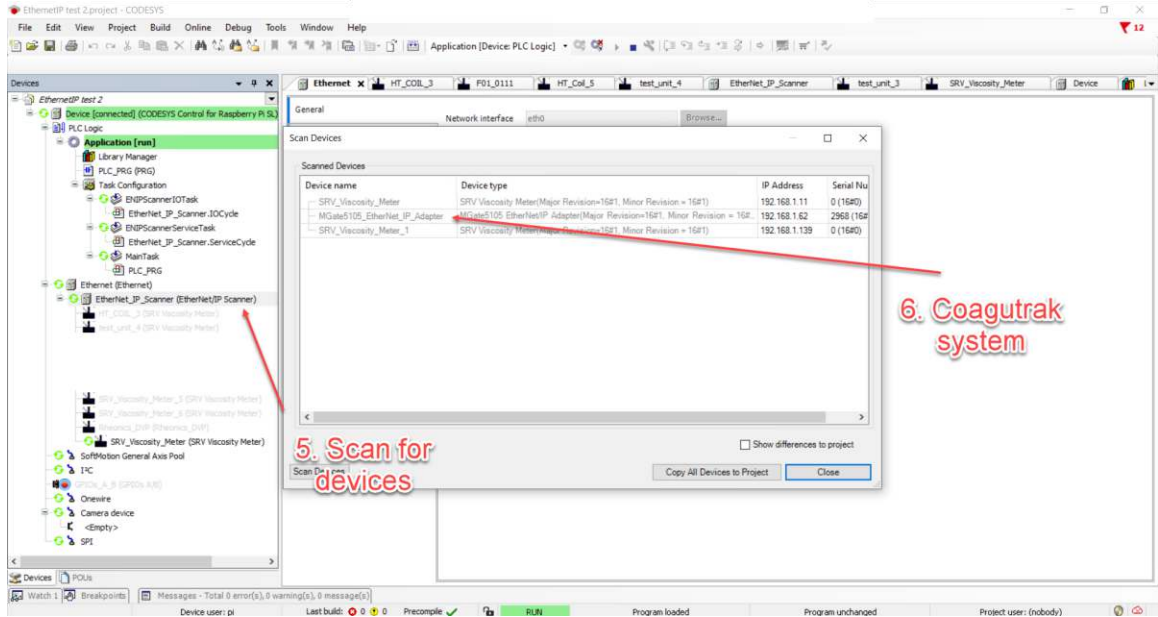 EthernetIP test 2.project - CODESYS
File Edit View Project Build Online Debug Tools Window Help
12
Application [Device: PLC Logic]
Devices
EthernetIP test 2
Device [connected] (CODESYS Control for Raspberry Pi SL)
PLC Logic
Application [run]
Library Manager
PLC_PRG (PRG)
Task Configuration
ENIPScannerIOTask
EtherNet_IP_Scanner.IOCycle
ENIPScannerServiceTask
EtherNet_IP_Scanner.ServiceCycle
MainTask
PLC_PRG
Ethernet (Ethernet)
EtherNet_IP_Scanner (EtherNet/IP Scanner)
HT_COIL_3 (SRV Viscosity Meter)
test_unit_4 (SRV Viscosity Meter)
SRV_Viscosity_Meter_5 (SRV Viscosity Meter)
SRV_Viscosity_Meter_6 (SRV Viscosity Meter)
Rheonics_DVP (Rheonics_DVP)
SRV_Viscosity_Meter (SRV Viscosity Meter)
SoftMotion General Axis Pool
I²C
GPIOs_A_B (GPIOs A/B)
Onewire
Camera device
<Empty>
SPI
Devices POUs
Ethernet HT_COIL_3 F01_0111 HT_Coil_5 test_unit_4 EtherNet_IP_Scanner test_unit_3 SRV_Viscosity_Meter Device
General
Network interface eth0 Browse...
Scan Devices
Scanned Devices
Device name Device type IP Address Serial Nu
SRV_Viscosity_Meter SRV Viscosity Meter(Major Revision=16#1, Minor Revision = 16#1) 192.168.1.11 0 (16#0)
MGate5105_EtherNet_IP_Adapter MGate5105 EtherNet/IP Adapter(Major Revision=16#1, Minor Revision = 16#... 192.168.1.62 2968 (16#
SRV_Viscosity_Meter_1 SRV Viscosity Meter(Major Revision=16#1, Minor Revision = 16#1) 192.168.1.139 0 (16#0)
6. Coagutrak
system
Show differences to project
5. Scan for
devices
Scan Devices Copy All Devices to Project Close
Watch 1 Breakpoints Messages - Total 0 error(s), 0 warning(s), 0 message(s)
Device user: pi Last build: 0 0 Precompile RUN Program loaded Program unchanged Project user: (nobody)